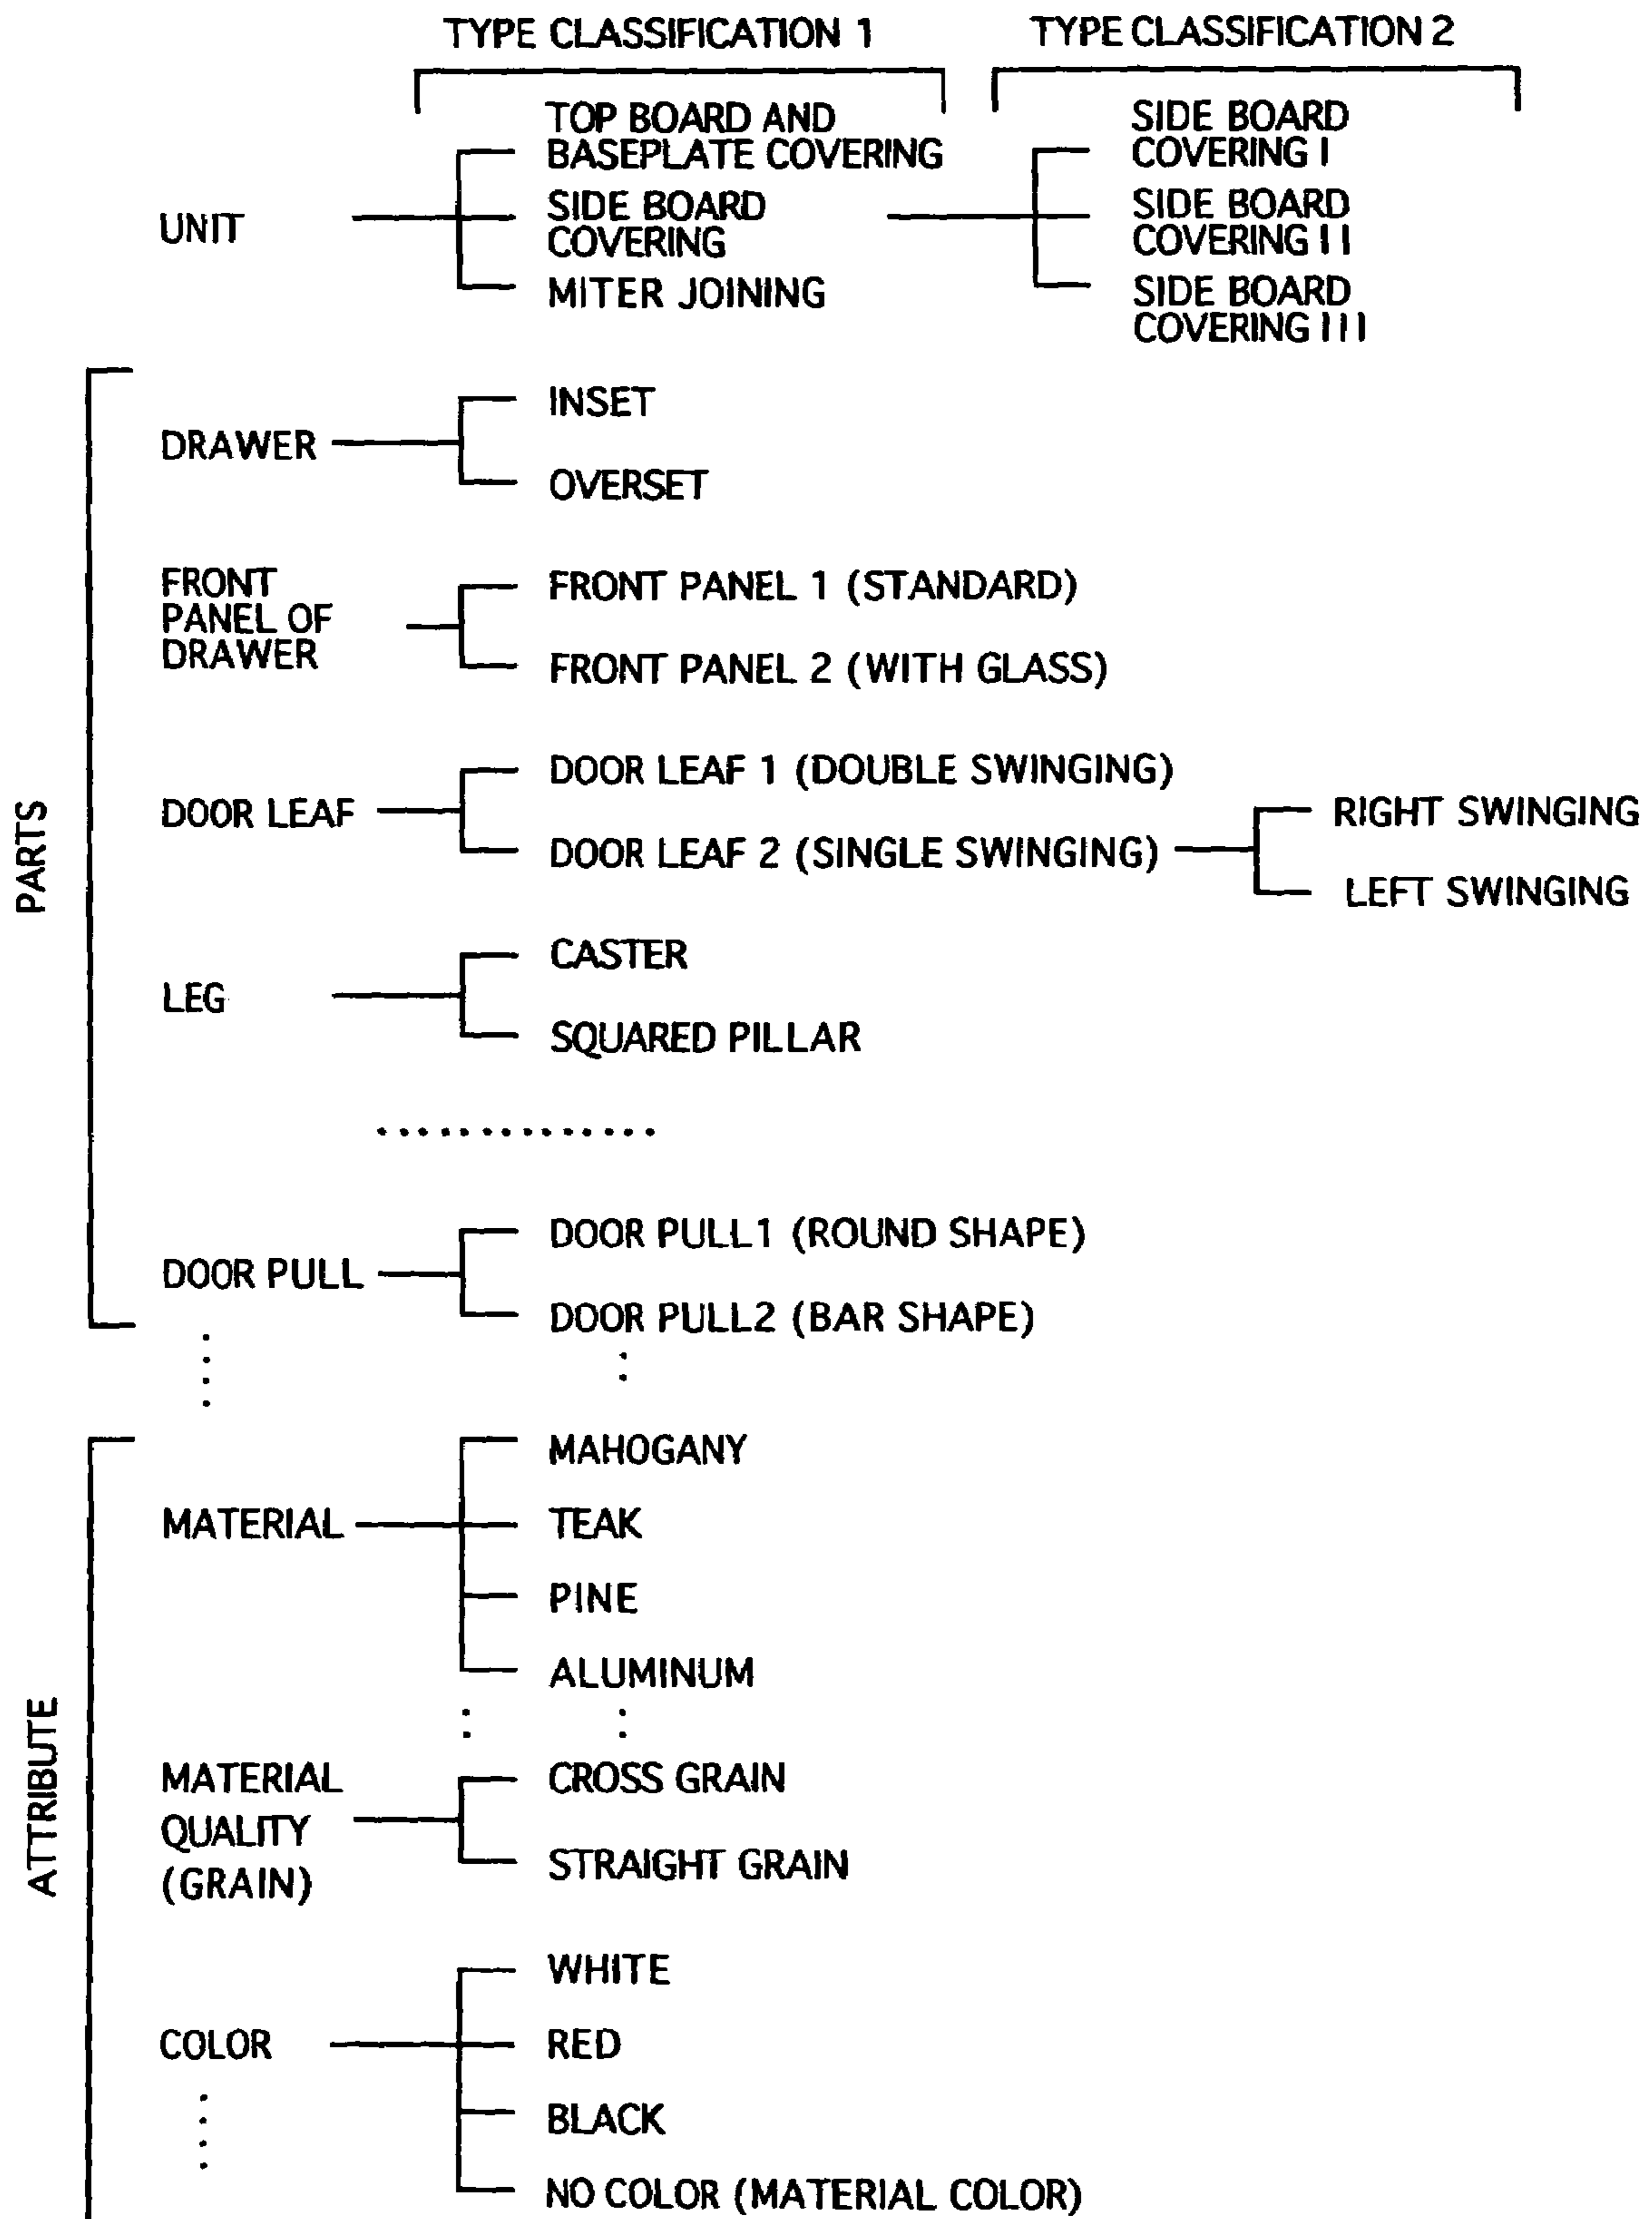 TYPE CLASSIFICATION 1
TYPE CLASSIFICATION 2
TOP BOARD AND
BASEPLATE COVERING
SIDE BOARD
COVERING I
UNIT
SIDE BOARD
COVERING
SIDE BOARD
COVERING II
MITER JOINING
SIDE BOARD
COVERING III
PARTS
DRAWER
INSET
OVERSET
FRONT
PANEL OF
DRAWER
FRONT PANEL 1 (STANDARD)
FRONT PANEL 2 (WITH GLASS)
DOOR LEAF
DOOR LEAF 1 (DOUBLE SWINGING)
DOOR LEAF 2 (SINGLE SWINGING)
RIGHT SWINGING
LEFT SWINGING
LEG
CASTER
SQUARED PILLAR
DOOR PULL
DOOR PULL1 (ROUND SHAPE)
DOOR PULL2 (BAR SHAPE)
ATTRIBUTE
MATERIAL
MAHOGANY
TEAK
PINE
ALUMINUM
MATERIAL
QUALITY
(GRAIN)
CROSS GRAIN
STRAIGHT GRAIN
COLOR
WHITE
RED
BLACK
NO COLOR (MATERIAL COLOR)